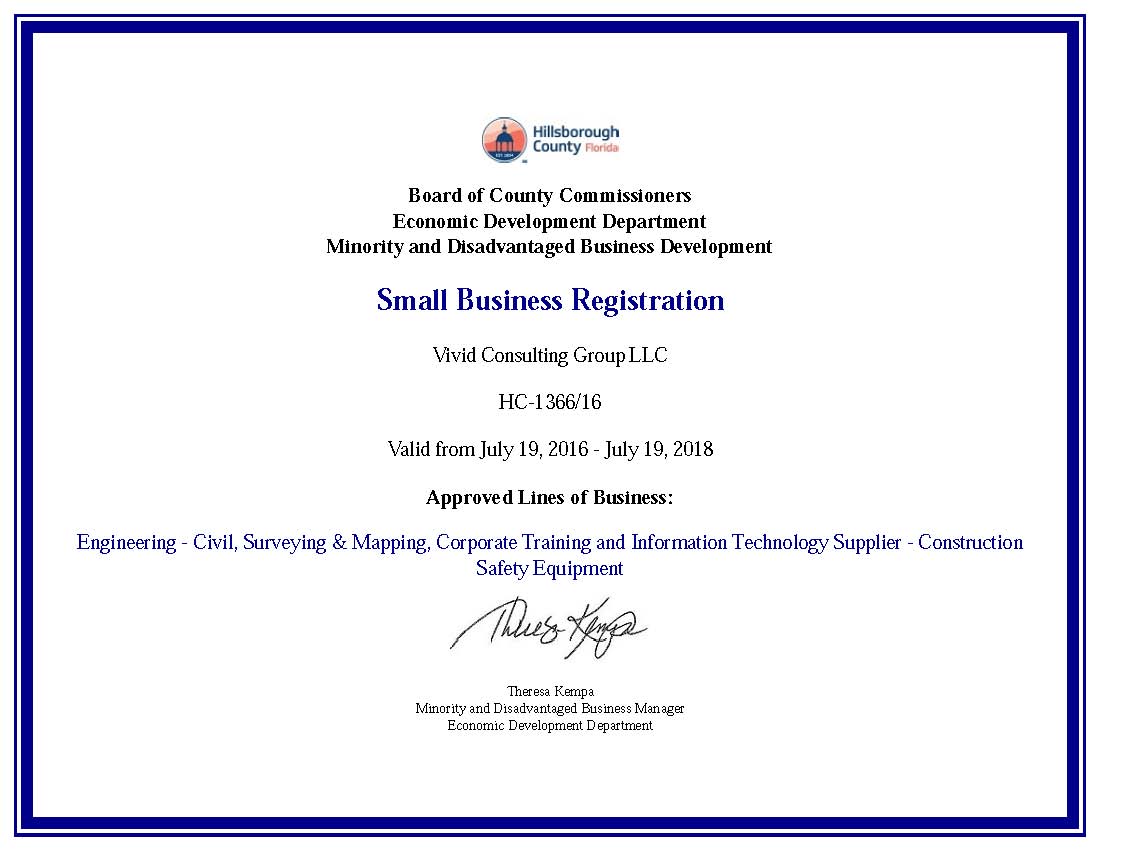 Hillsborough
County Florida
EST. 1834
Board of County Commissioners
Economic Development Department
Minority and Disadvantaged Business Development
Small Business Registration
Vivid Consulting Group LLC
HC-1366/16
Valid from July 19, 2016 - July 19, 2018
Approved Lines of Business:
Engineering - Civil, Surveying & Mapping, Corporate Training and Information Technology Supplier - Construction
Safety Equipment
Theresa Kempa
Theresa Kempa
Minority and Disadvantaged Business Manager
Economic Development Department